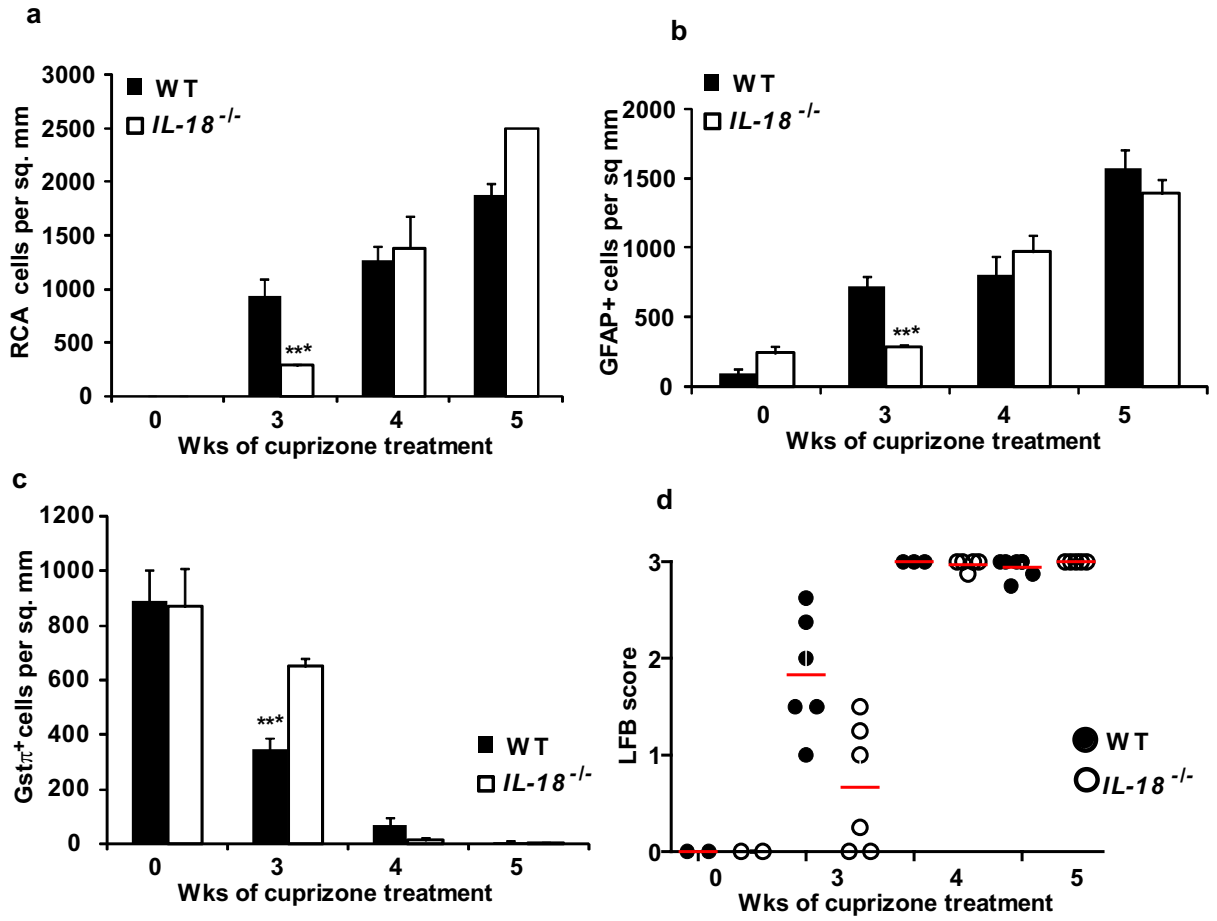 a
3000
2500
2000
1500
1000
500
0
RCA cells per sq. mm
WT
IL-18 -/-
***
0 3 4 5
Wks of cuprizone treatment
b
2000
1500
1000
500
0
GFAP+ cells per sq mm
WT
IL-18 -/-
***
0 3 4 5
Wks of cuprizone treatment
c
1200
1000
800
600
400
200
0
Gstπ+ cells per sq. mm
***
WT
IL-18 -/-
0 3 4 5
Wks of cuprizone treatment
d
3
2
1
0
LFB score
WT
IL-18 -/-
0 3 4 5
Wks of cuprizone treatment